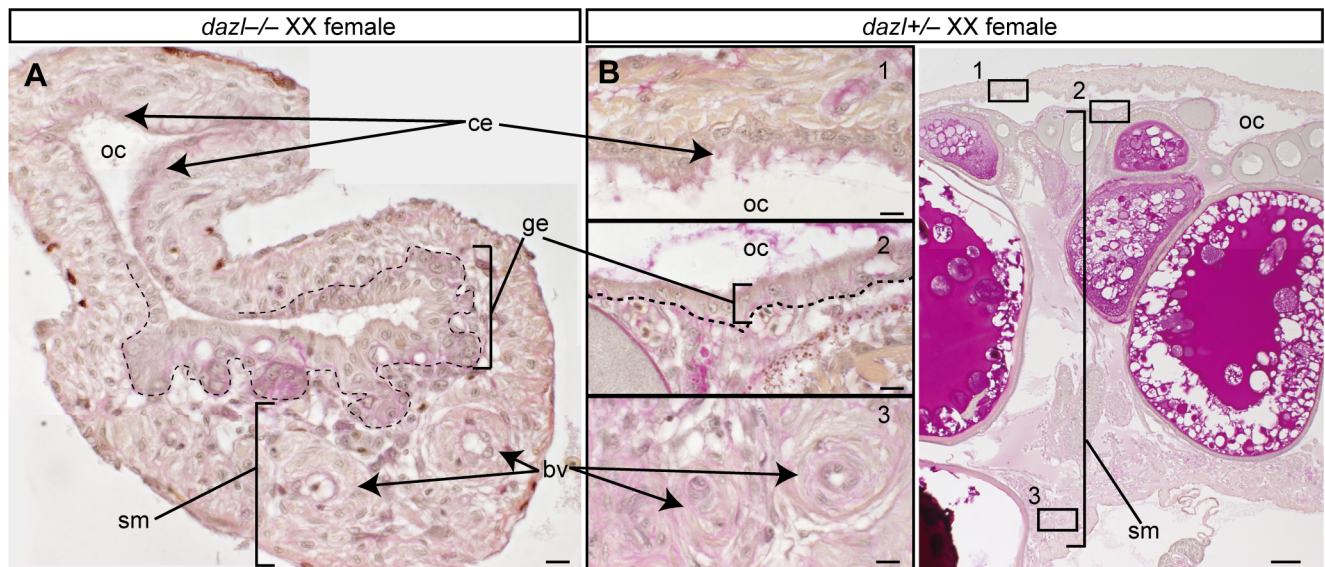 dazl–/– XX female
dazl+/– XX female
A
B
1
1
2
oc
ce
oc
oc
ge
oc
2
3
bv
sm
3
sm